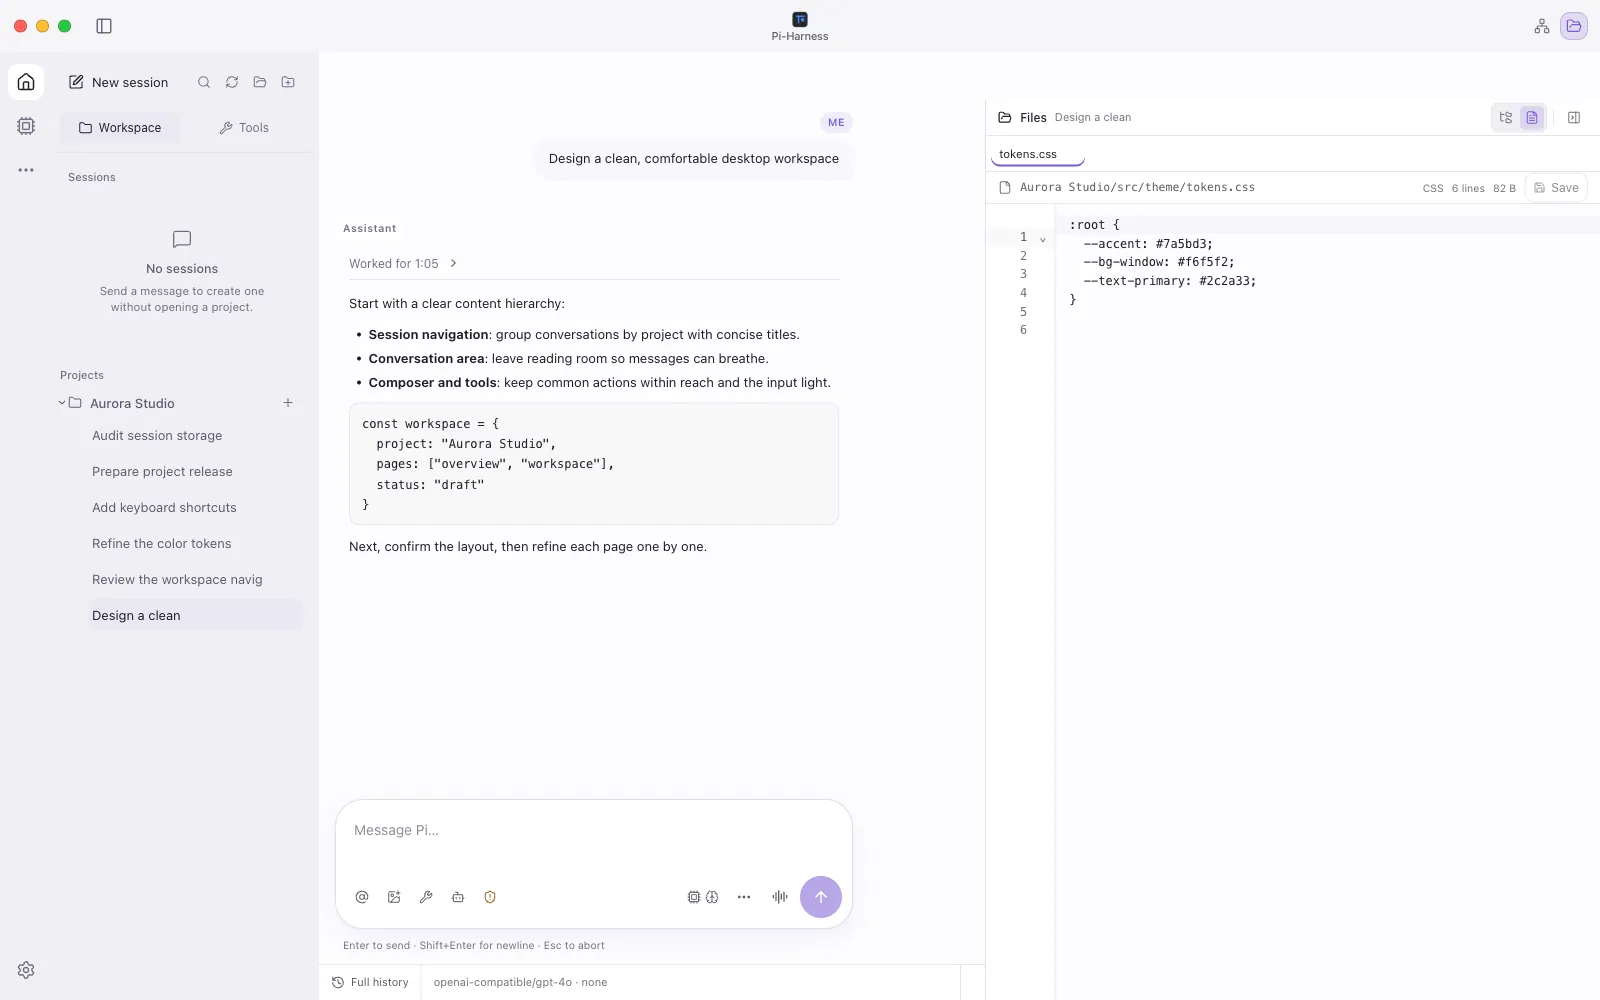 Pi-Harness
New session
Workspace
Tools
Sessions
No sessions
Send a message to create one
without opening a project.
Projects
Aurora Studio
Audit session storage
Prepare project release
Add keyboard shortcuts
Refine the color tokens
Review the workspace navig
Design a clean
ME
Design a clean, comfortable desktop workspace
Assistant
Worked for 1:05
Start with a clear content hierarchy:
• Session navigation: group conversations by project with concise titles.
• Conversation area: leave reading room so messages can breathe.
• Composer and tools: keep common actions within reach and the input light.
const workspace = {
  project: "Aurora Studio",
  pages: ["overview", "workspace"],
  status: "draft"
}
Next, confirm the layout, then refine each page one by one.
Message Pi...
Enter to send · Shift+Enter for newline · Esc to abort
Full history
openai-compatible/gpt-4o · none
Files Design a clean
tokens.css
Aurora Studio/src/theme/tokens.css CSS 6 lines 82 B Save
1 :root {
2   --accent: #7a5bd3;
3   --bg-window: #f6f5f2;
4   --text-primary: #2c2a33;
5 }
6